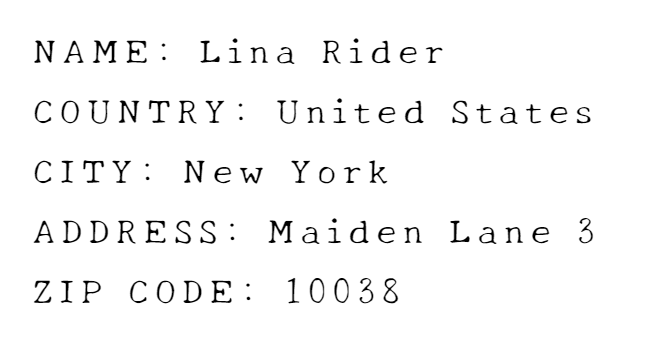 NAME: Lina Rider
COUNTRY: United States
CITY: New York
ADDRESS: Maiden Lane 3
ZIP CODE: 10038